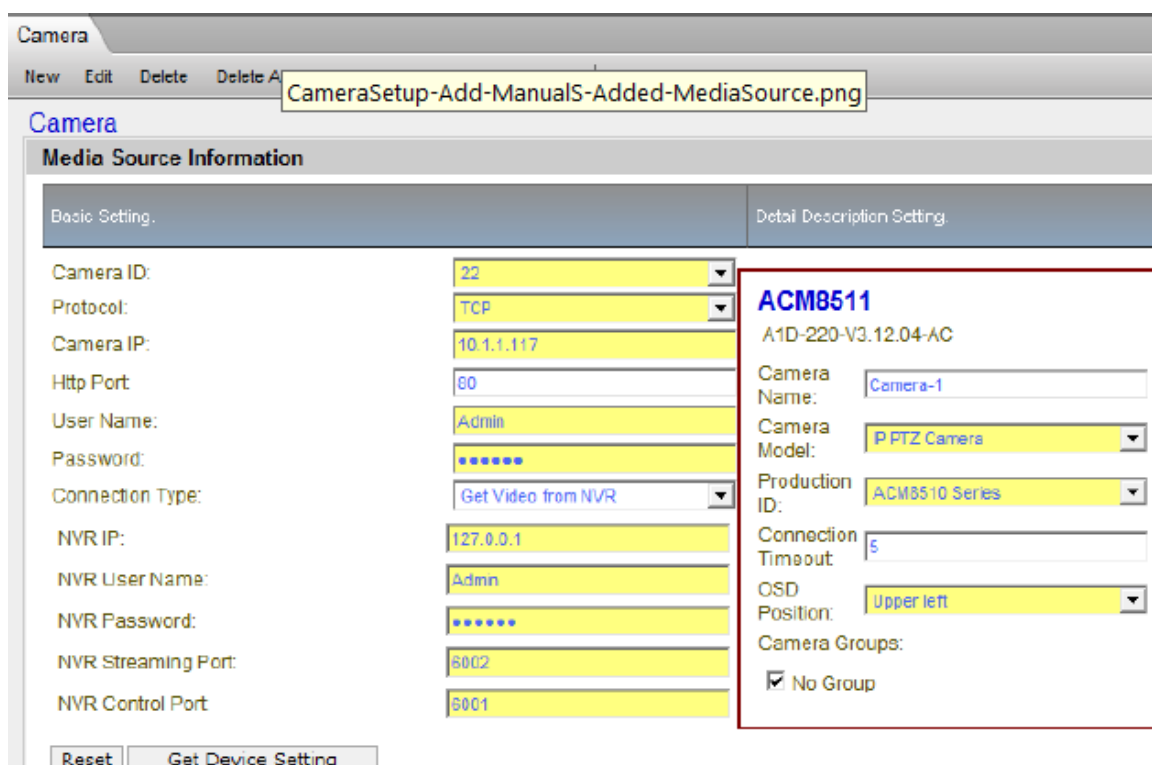 Camera
New Edit Delete Delete A
CameraSetup-Add-ManualS-Added-MediaSource.png
Camera
Media Source Information
Basic Setting.
Detail Description Setting.
Camera ID: 22
Protocol: TCP
Camera IP: 10.1.1.117
Http Port 80
User Name: Admin
Password: ●●●●●●
Connection Type: Get Video from NVR
NVR IP: 127.0.0.1
NVR User Name: Admin
NVR Password: ●●●●●●
NVR Streaming Port: 6002
NVR Control Port 6001
Reset Get Device Setting
ACM8511
A1D-220-V3.12.04-AC
Camera
Name: Camera-1
Camera
Model: IP PTZ Camera
Production
ID: ACM8510 Series
Connection
Timeout 5
OSD
Position: Upper left
Camera Groups:
No Group